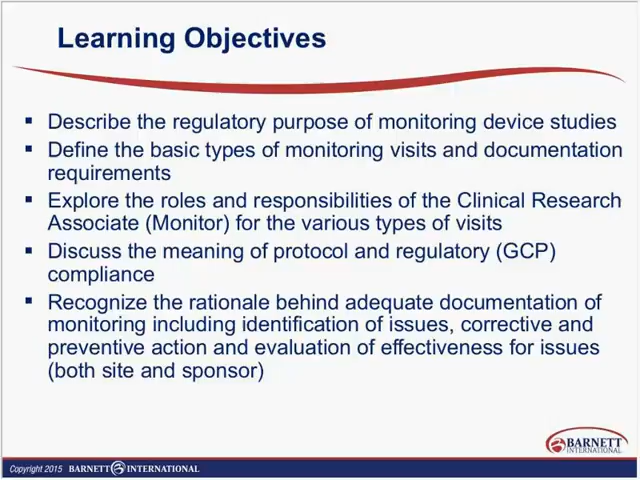 Learning Objectives
▪ Describe the regulatory purpose of monitoring device studies
▪ Define the basic types of monitoring visits and documentation
requirements
▪ Explore the roles and responsibilities of the Clinical Research
Associate (Monitor) for the various types of visits
▪ Discuss the meaning of protocol and regulatory (GCP)
compliance
▪ Recognize the rationale behind adequate documentation of
monitoring including identification of issues, corrective and
preventive action and evaluation of effectiveness for issues
(both site and sponsor)
BARNETT
INTERNATIONAL
Copyright 2015 BARNETT INTERNATIONAL